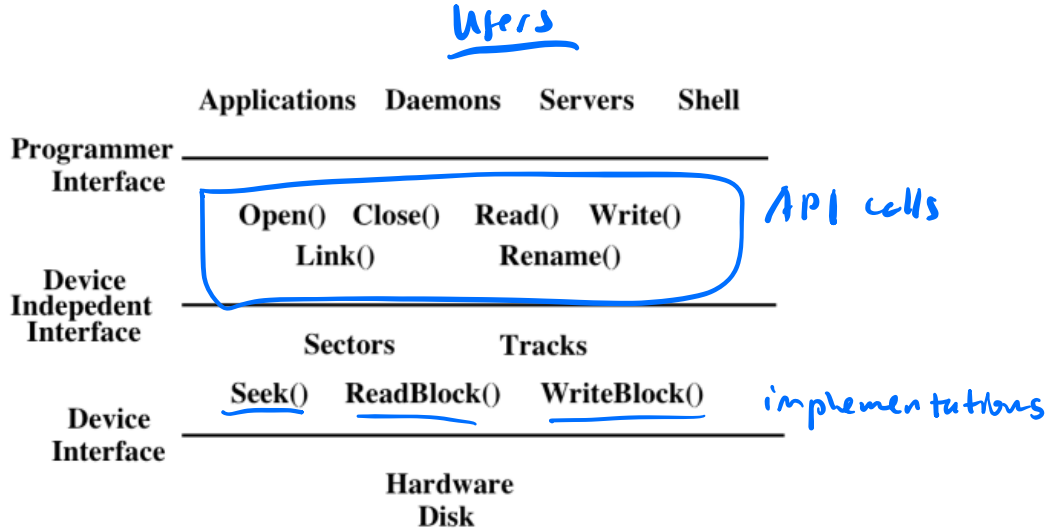 Users
Applications Daemons Servers Shell
Programmer
Interface
Open() Close() Read() Write()
API calls
Link() Rename()
Device
Indepedent
Interface
Sectors Tracks
Seek() ReadBlock() WriteBlock()
implementations
Device
Interface
Hardware
Disk